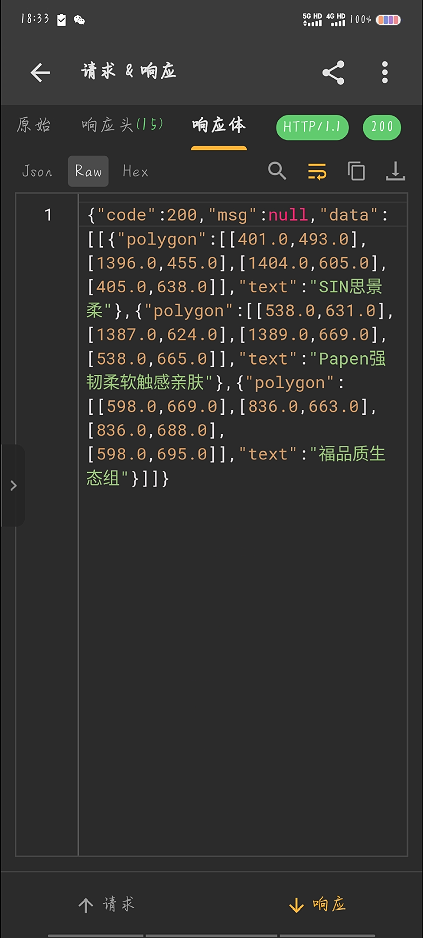 18:33 5G HD 4G HD 100%
请求 & 响应
原始 响应头(15) 响应体 HTTP/1.1 200
Json Raw Hex
1 {"code":200,"msg":null,"data":
[[{"polygon":[[401.0,493.0],
[1396.0,455.0],[1404.0,605.0],
[405.0,638.0]],"text":"SIN思景
柔"},{"polygon":[[538.0,631.0],
[1387.0,624.0],[1389.0,669.0],
[538.0,665.0]],"text":"Papen强
韧柔软触感亲肤"},{"polygon":
[[598.0,669.0],[836.0,663.0],
[836.0,688.0],
[598.0,695.0]],"text":"福品质生
态组"}]]}
请求 响应